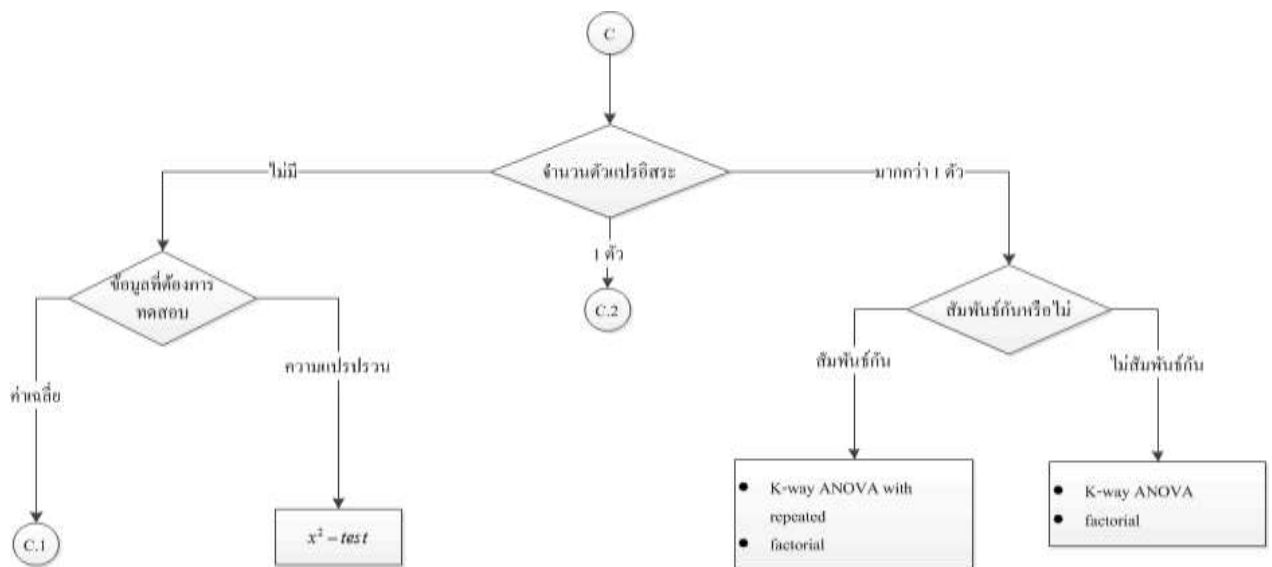 C
จำนวนตัวแปรอิสระ
ไม่มี
มากกว่า 1 ตัว
1 ตัว
ข้อมูลที่ต้องการ
ทดสอบ
C.2
สัมพันธ์กันหรือไม่
ค่าเฉลี่ย
ความแปรปรวน
สัมพันธ์กัน
ไม่สัมพันธ์กัน
C.1
x² – test
● K-way ANOVA with
repeated
● factorial
● K-way ANOVA
● factorial